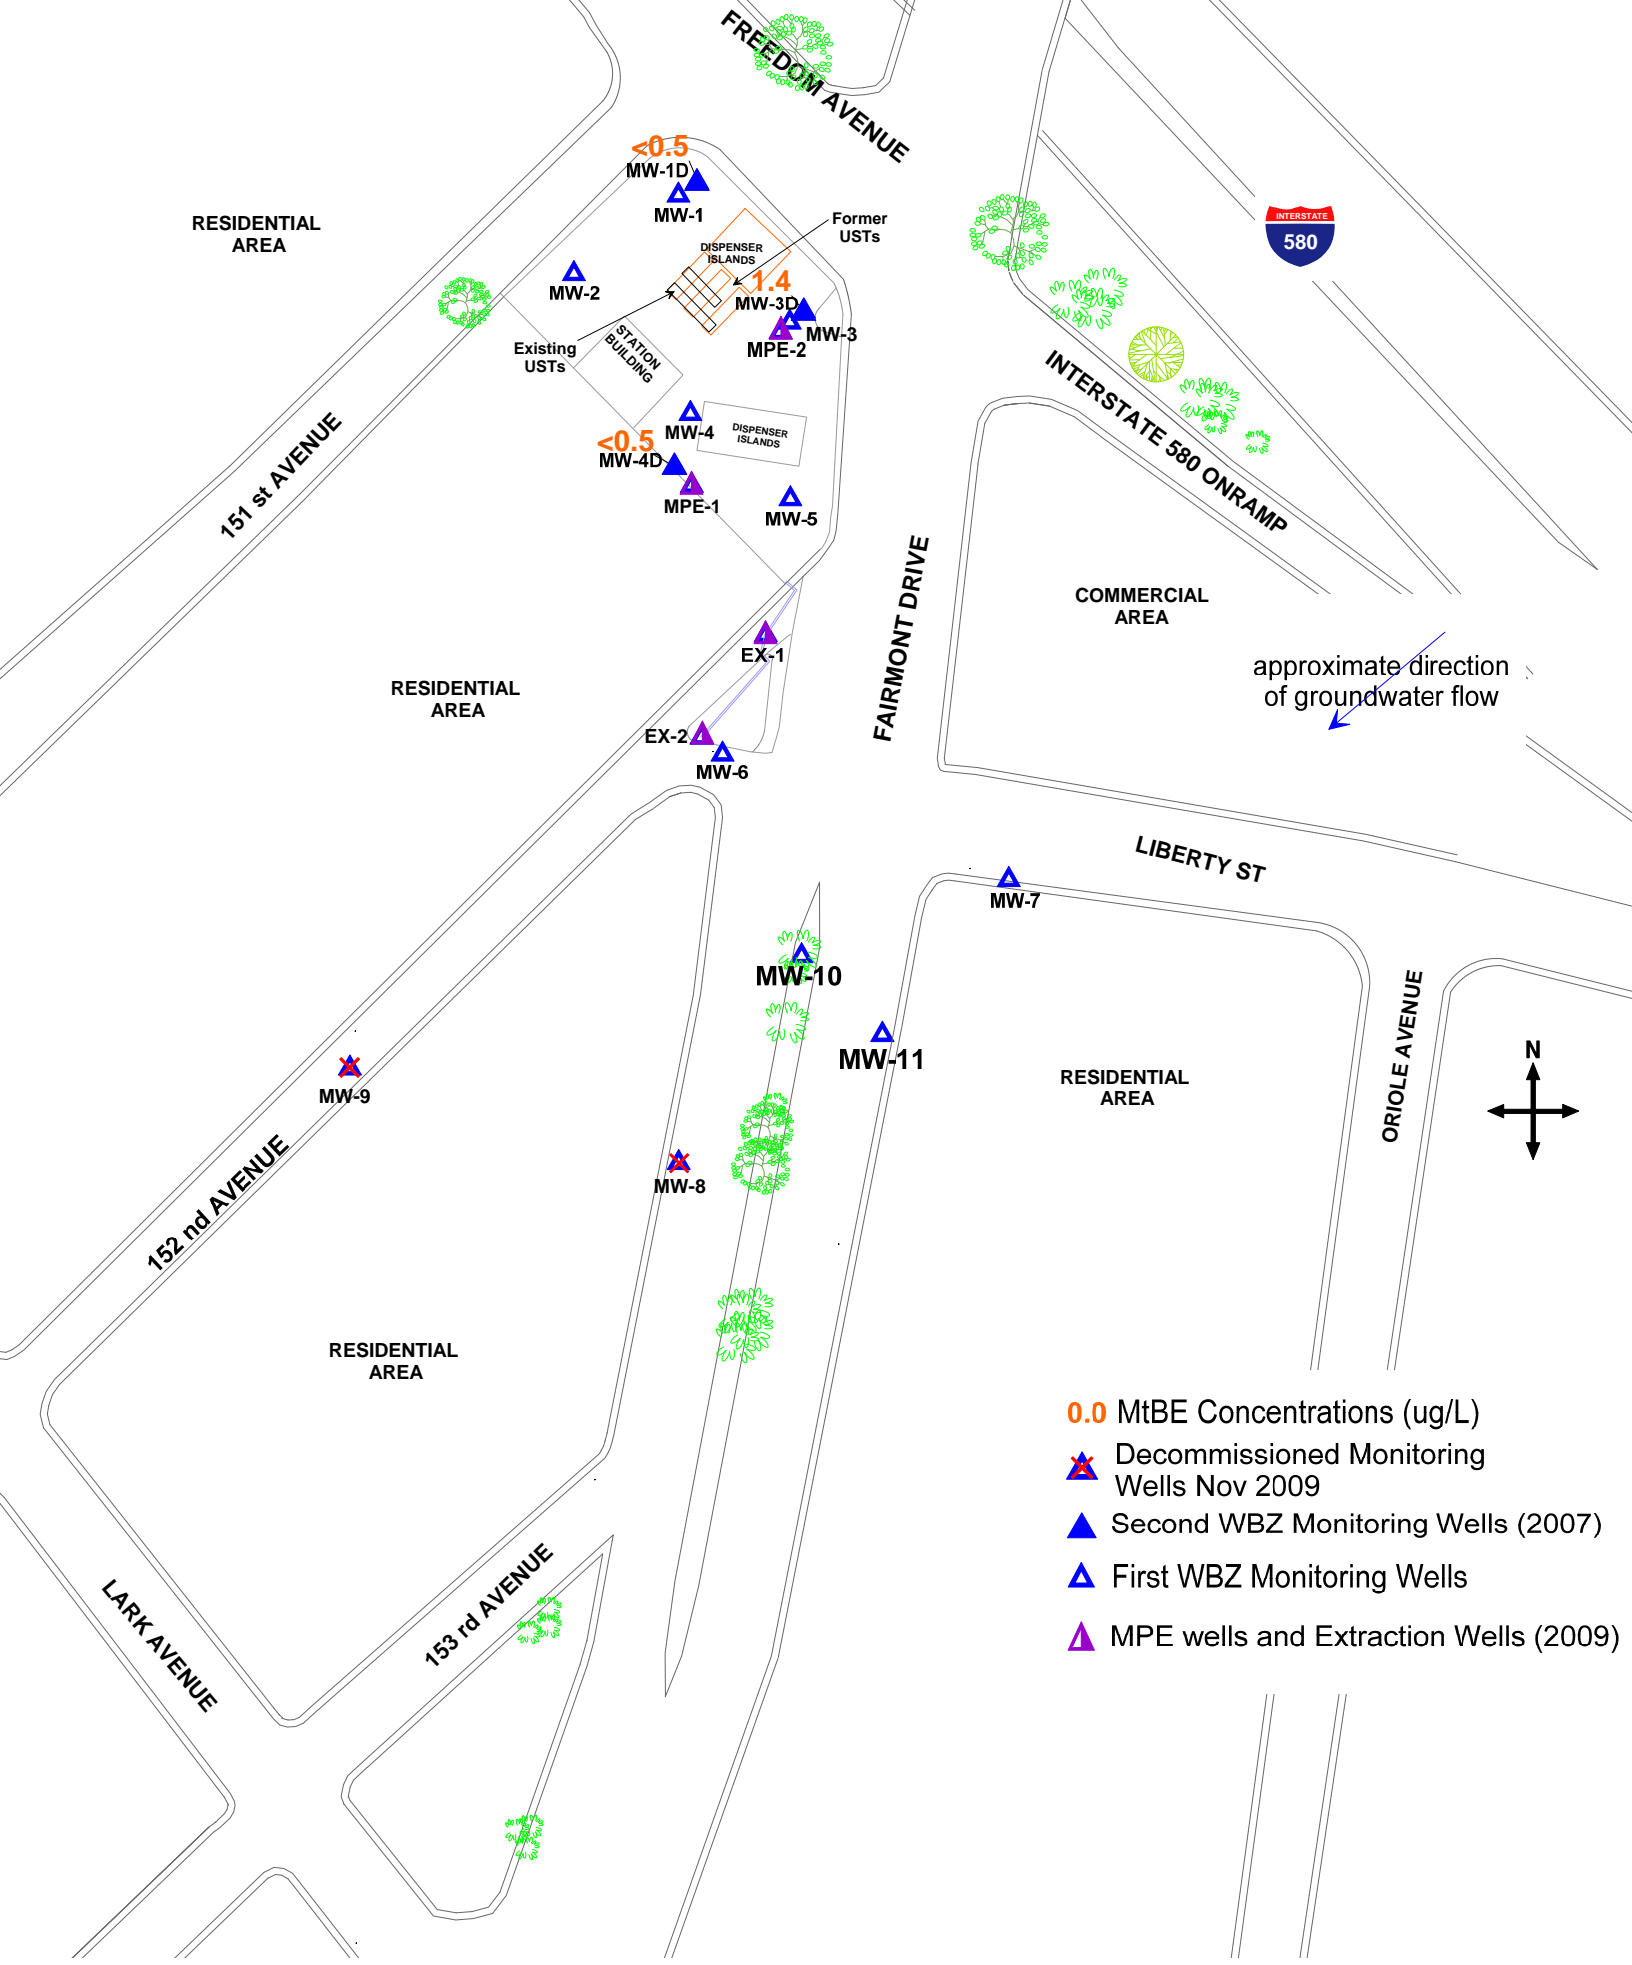 FREEDOM AVENUE
<0.5
MW-1D
MW-1
RESIDENTIAL
AREA
Former
USTs
DISPENSER
ISLANDS
INTERSTATE
580
MW-2
1.4
MW-3D
MW-3
MPE-2
Existing
USTs
STATION
BUILDING
INTERSTATE 580 ONRAMP
MW-4
DISPENSER
ISLANDS
<0.5
MW-4D
MPE-1
MW-5
151 st AVENUE
FAIRMONT DRIVE
COMMERCIAL
AREA
EX-1
approximate direction
of groundwater flow
RESIDENTIAL
AREA
EX-2
MW-6
LIBERTY ST
MW-7
MW-10
MW-11
ORIOLE AVENUE
N
RESIDENTIAL
AREA
MW-9
MW-8
152 nd AVENUE
RESIDENTIAL
AREA
0.0 MtBE Concentrations (ug/L)
Decommissioned Monitoring
Wells Nov 2009
Second WBZ Monitoring Wells (2007)
First WBZ Monitoring Wells
MPE wells and Extraction Wells (2009)
153 rd AVENUE
LARK AVENUE